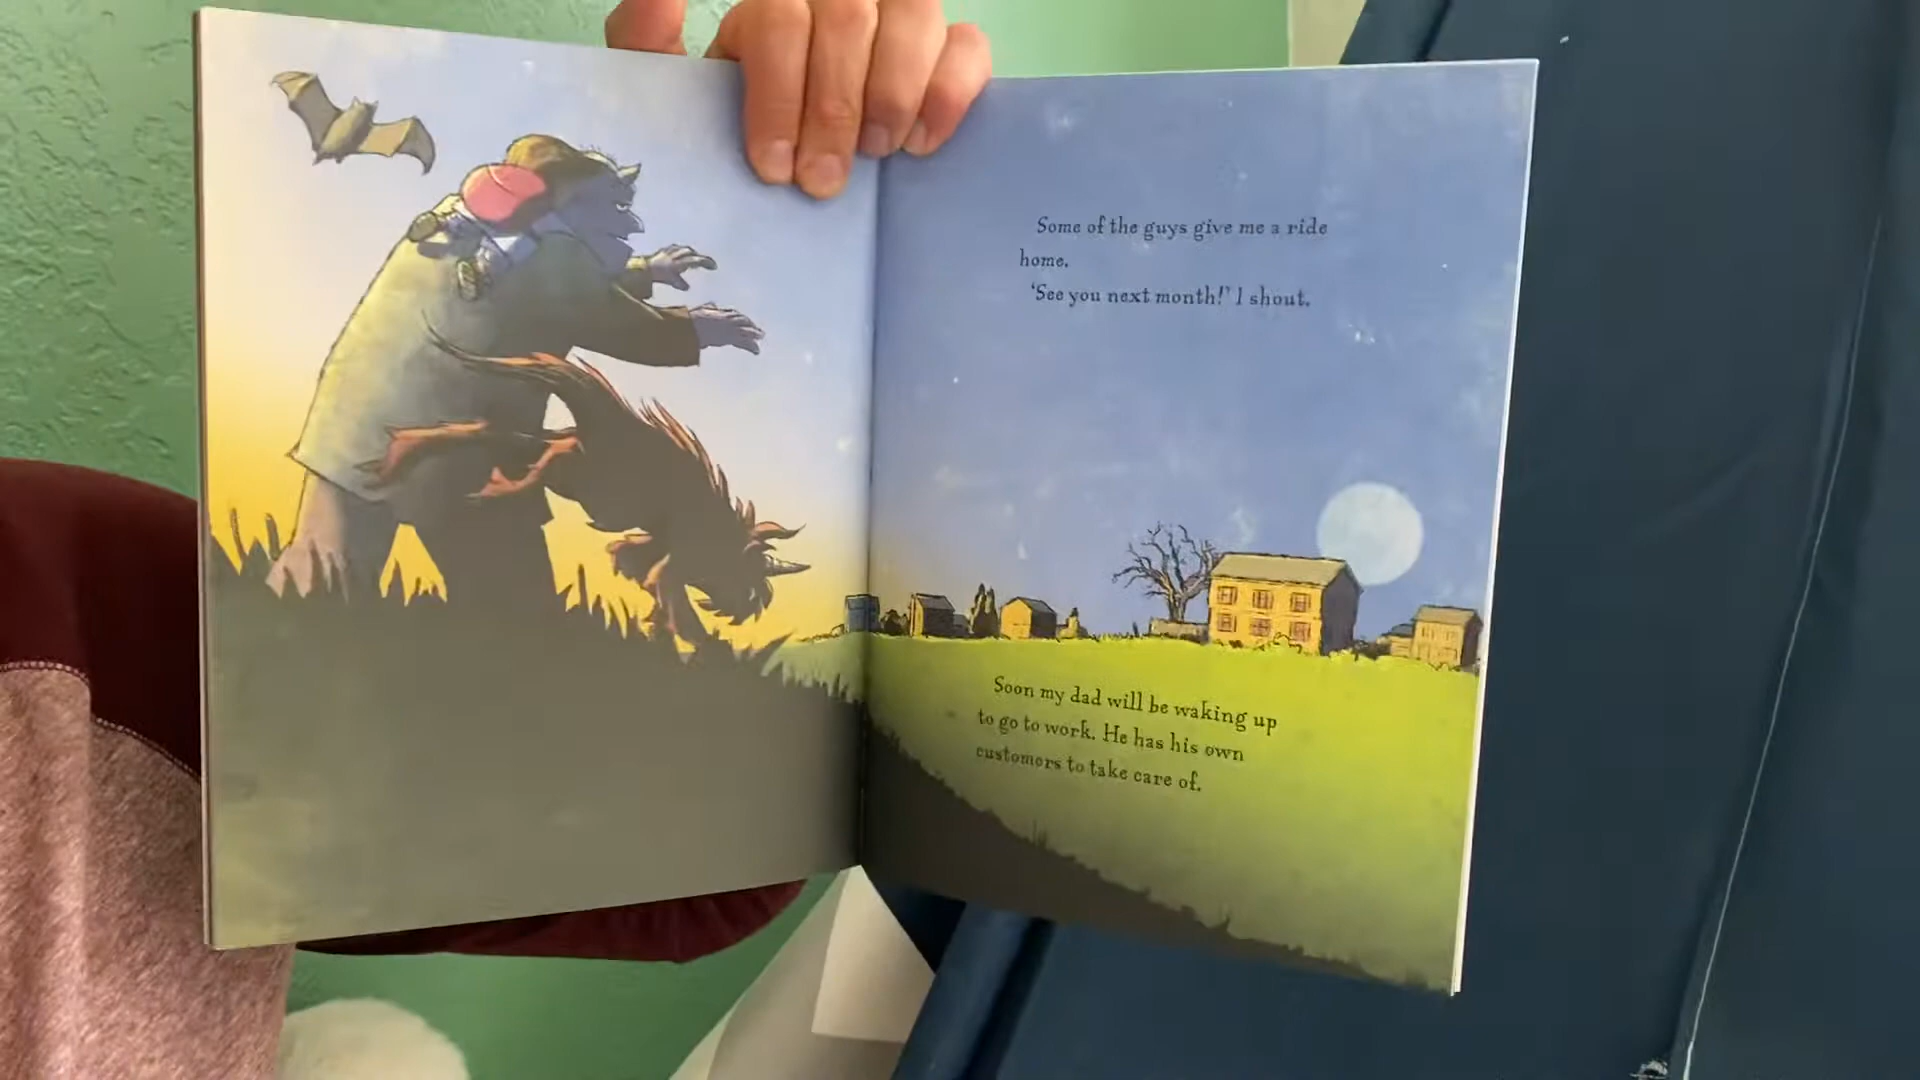 Some of the guys give me a ride
home.
‘See you next month!’ I shout.
Soon my dad will be waking up
to go to work. He has his own
customers to take care of.